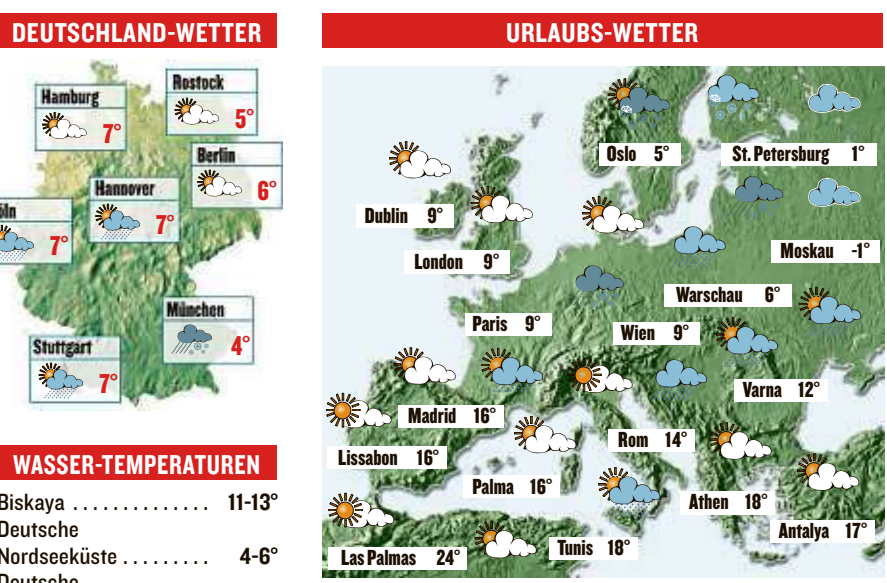 DEUTSCHLAND-WETTER
Hamburg
7°
Rostock
5°
Berlin
6°
Hannover
7°
öln
7°
München
4°
Stuttgart
7°
WASSER-TEMPERATUREN
Biskaya .............. 11-13°
Deutsche
Nordseeküste ......... 4-6°
Deutsche
URLAUBS-WETTER
Oslo 5°
St. Petersburg 1°
Dublin 9°
London 9°
Moskau -1°
Warschau 6°
Paris 9°
Wien 9°
Varna 12°
Madrid 16°
Lissabon 16°
Rom 14°
Palma 16°
Athen 18°
Antalya 17°
Las Palmas 24°
Tunis 18°